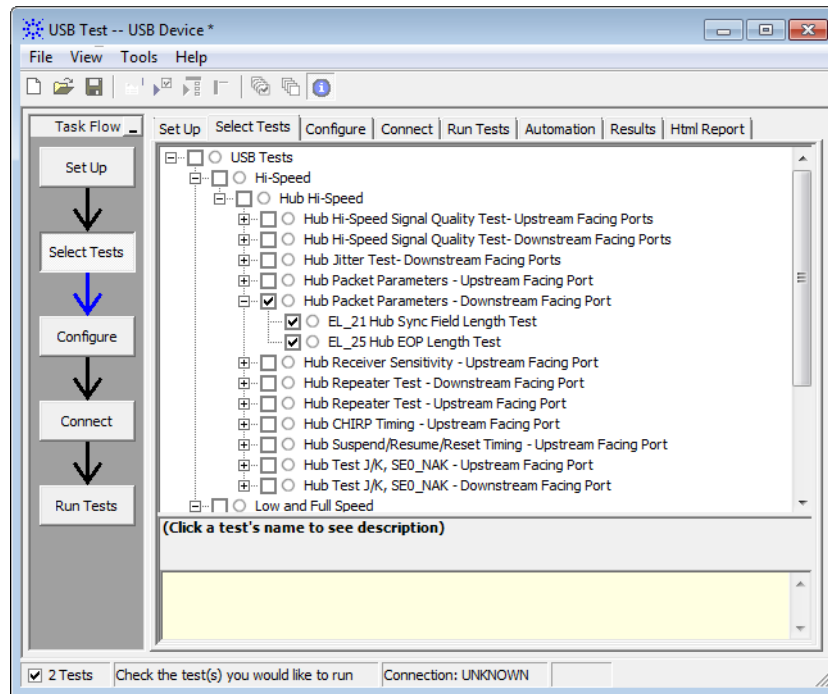 USB Test -- USB Device *
File View Tools Help
Task Flow
Set Up Select Tests Configure Connect Run Tests Automation Results Html Report
Set Up
Select Tests
Configure
Connect
Run Tests
USB Tests
Hi-Speed
Hub Hi-Speed
Hub Hi-Speed Signal Quality Test- Upstream Facing Ports
Hub Hi-Speed Signal Quality Test- Downstream Facing Ports
Hub Jitter Test- Downstream Facing Ports
Hub Packet Parameters - Upstream Facing Port
Hub Packet Parameters - Downstream Facing Port
EL_21 Hub Sync Field Length Test
EL_25 Hub EOP Length Test
Hub Receiver Sensitivity - Upstream Facing Port
Hub Repeater Test - Downstream Facing Port
Hub Repeater Test - Upstream Facing Port
Hub CHIRP Timing - Upstream Facing Port
Hub Suspend/Resume/Reset Timing - Upstream Facing Port
Hub Test J/K, SE0_NAK - Upstream Facing Port
Hub Test J/K, SE0_NAK - Downstream Facing Port
Low and Full Speed
(Click a test's name to see description)
2 Tests Check the test(s) you would like to run Connection: UNKNOWN